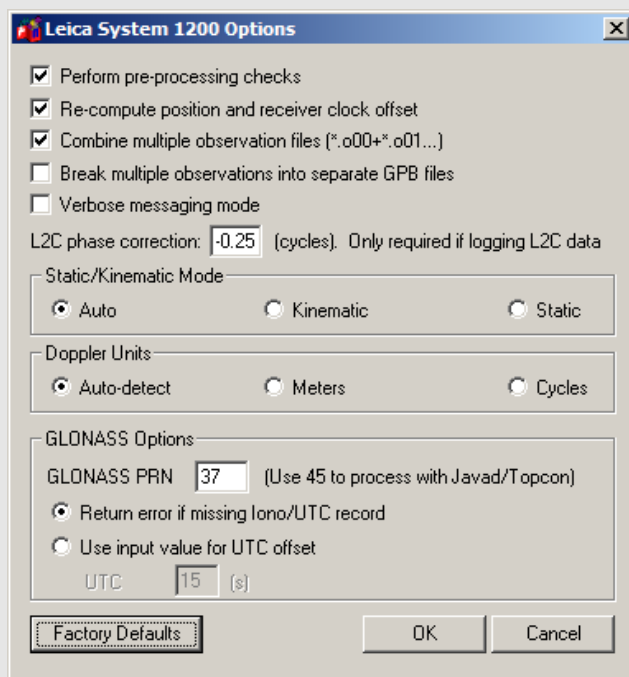 Leica System 1200 Options
Perform pre-processing checks
Re-compute position and receiver clock offset
Combine multiple observation files (*.o00+*.o01...)
Break multiple observations into separate GPB files
Verbose messaging mode
L2C phase correction: -0.25 (cycles). Only required if logging L2C data
Static/Kinematic Mode
Auto Kinematic Static
Doppler Units
Auto-detect Meters Cycles
GLONASS Options
GLONASS PRN 37 (Use 45 to process with Javad/Topcon)
Return error if missing Iono/UTC record
Use input value for UTC offset
UTC 15 (s)
Factory Defaults OK Cancel